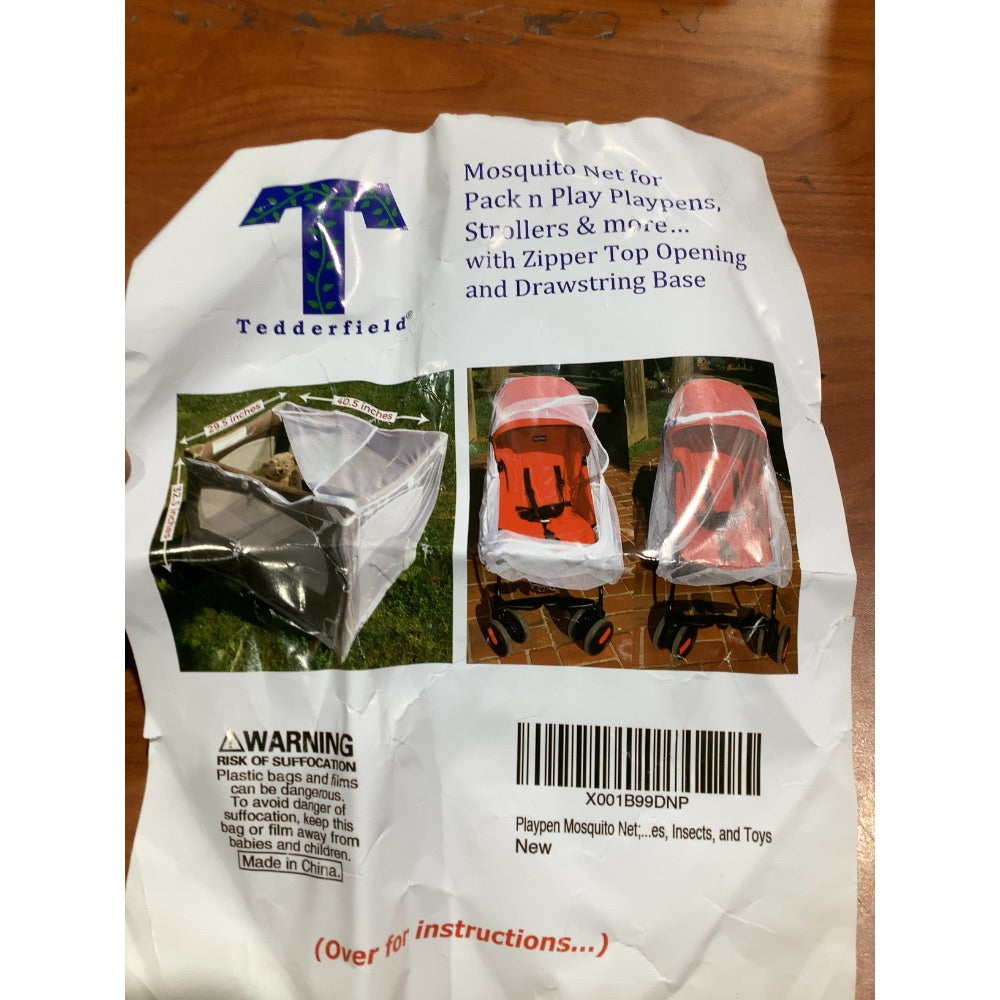 Mosquito Net for
Pack n Play Playpens,
Strollers & more...
with Zipper Top Opening
and Drawstring Base
T
Tedderfield®
29.5 inches
40.5 inches
32.5 inches
WARNING
RISK OF SUFFOCATION
Plastic bags and films
can be dangerous.
To avoid danger of
suffocation, keep this
bag or film away from
babies and children.
Made in China.
X001B99DNP
Playpen Mosquito Net;...es, Insects, and Toys
New
(Over for instructions...)